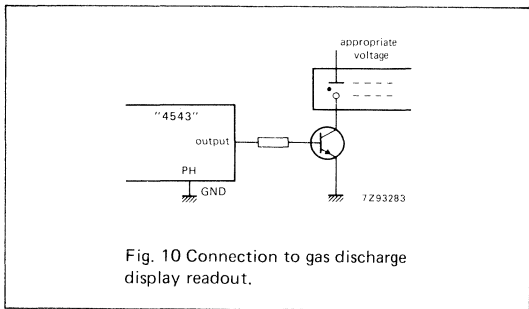 appropriate
voltage
"4543"
output
PH
GND
7Z93283
Fig. 10 Connection to gas discharge
display readout.